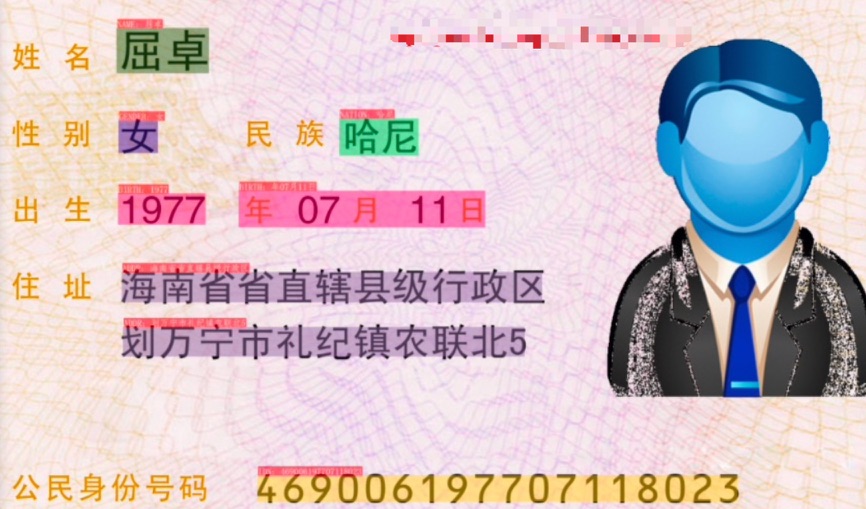 姓名 屈卓
性别 女 民族 哈尼
出生 1977 年 07 月 11 日
住址 海南省省直辖县级行政区
划万宁市礼纪镇农联北5
公民身份号码 469006197707118023